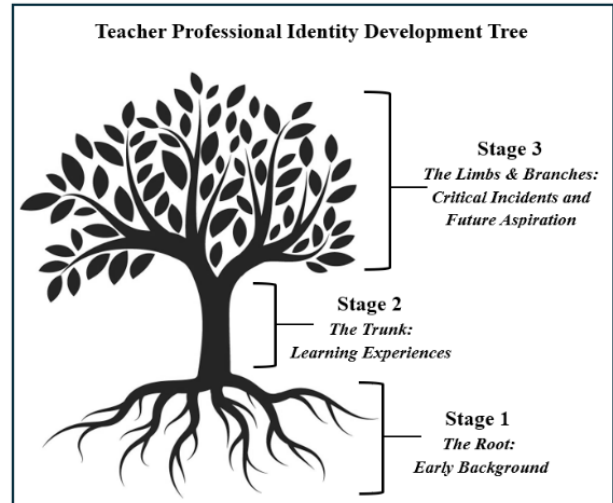 Teacher Professional Identity Development Tree
Stage 3
The Limbs & Branches:
Critical Incidents and
Future Aspiration
Stage 2
The Trunk:
Learning Experiences
Stage 1
The Root:
Early Background